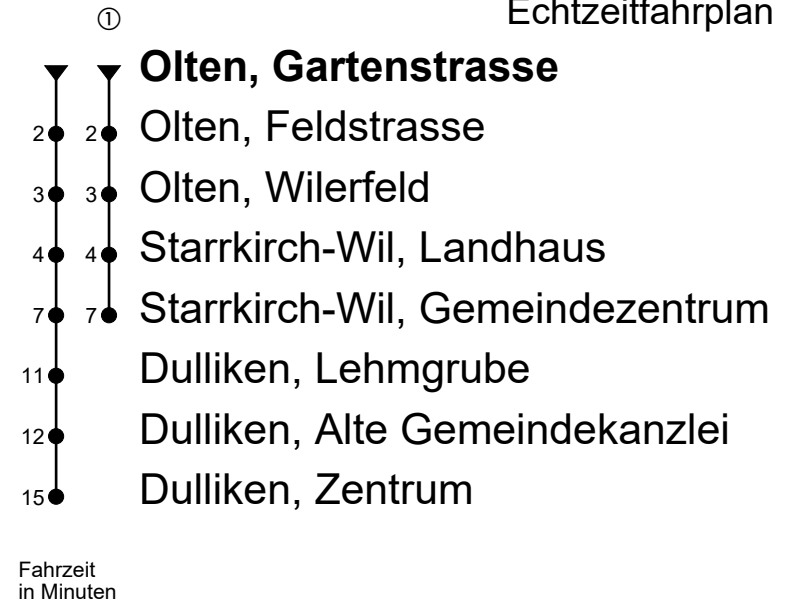 Echtzeitfahrplan
①
Olten, Gartenstrasse
2 2 Olten, Feldstrasse
3 3 Olten, Wilerfeld
4 4 Starrkirch-Wil, Landhaus
7 7 Starrkirch-Wil, Gemeindezentrum
11 Dulliken, Lehmgrube
12 Dulliken, Alte Gemeindekanzlei
15 Dulliken, Zentrum
Fahrzeit
in Minuten